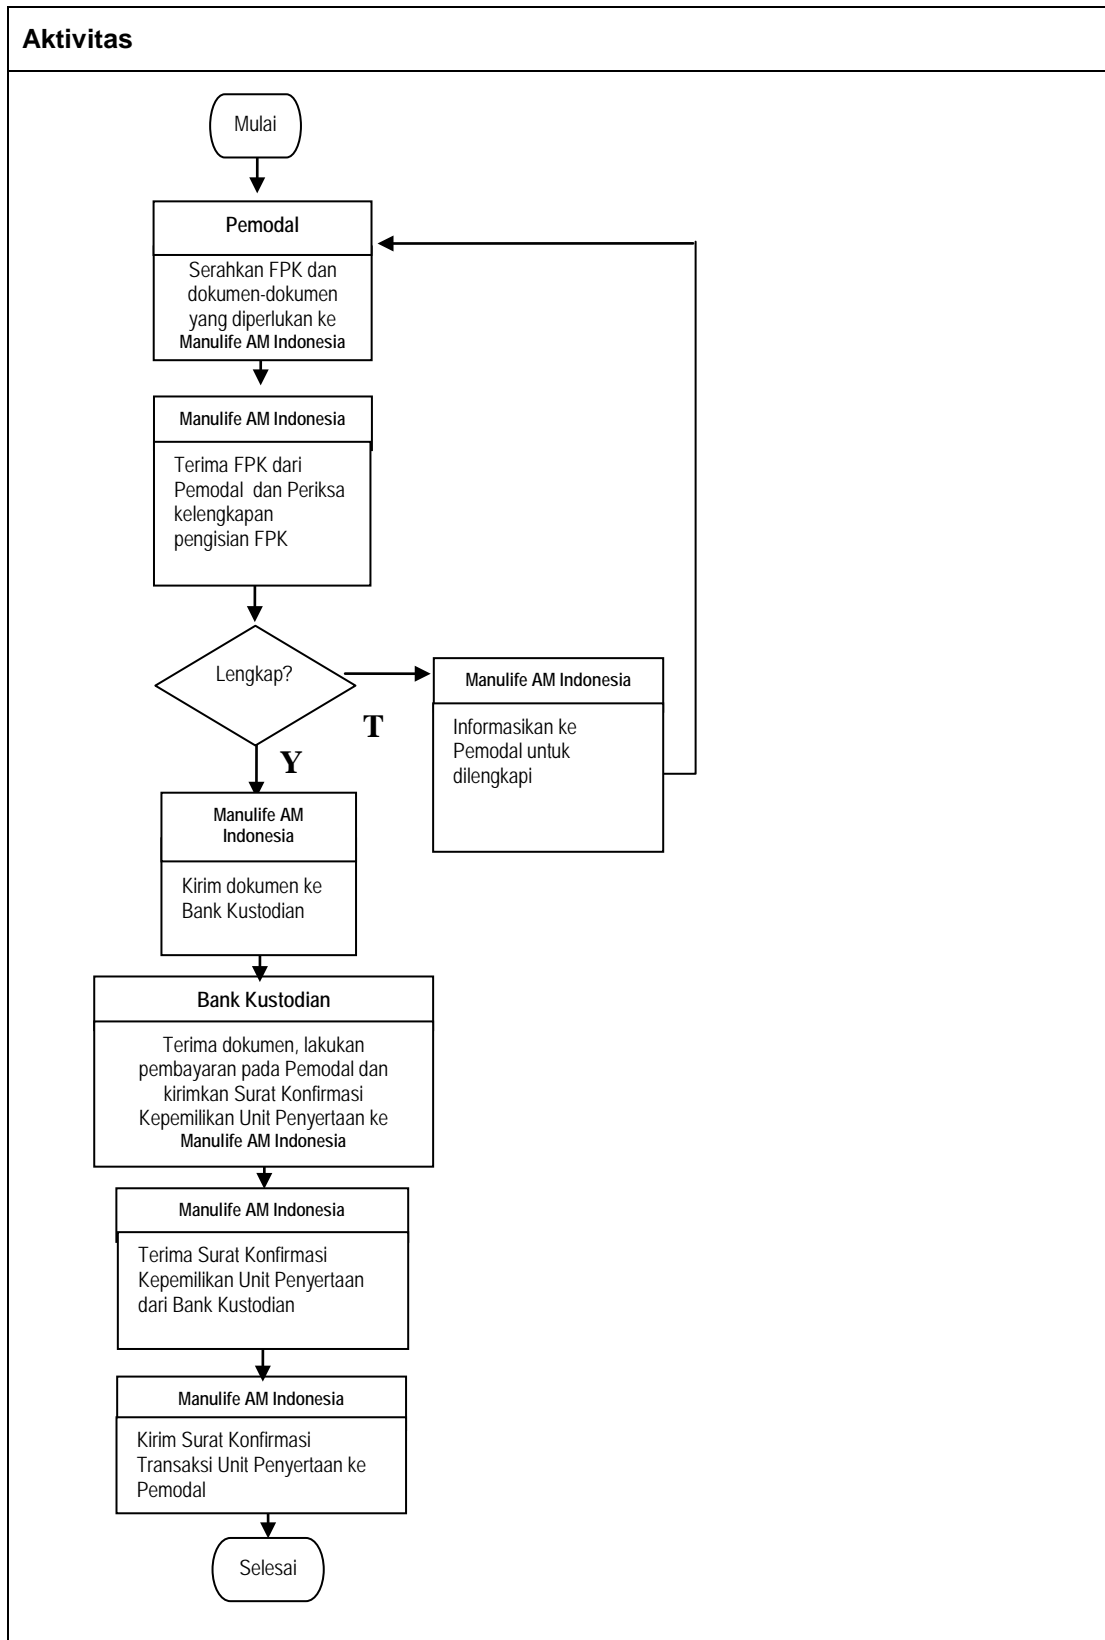 Aktivitas
Mulai
Pemodal
Serahkan FPK dan
dokumen-dokumen
yang diperlukan ke
Manulife AM Indonesia
Manulife AM Indonesia
Terima FPK dari
Pemodal dan Periksa
kelengkapan
pengisian FPK
Lengkap?
T
Manulife AM Indonesia
Informasikan ke
Pemodal untuk
dilengkapi
Y
Manulife AM
Indonesia
Kirim dokumen ke
Bank Kustodian
Bank Kustodian
Terima dokumen, lakukan
pembayaran pada Pemodal dan
kirimkan Surat Konfirmasi
Kepemilikan Unit Penyertaan ke
Manulife AM Indonesia
Manulife AM Indonesia
Terima Surat Konfirmasi
Kepemilikan Unit Penyertaan
dari Bank Kustodian
Manulife AM Indonesia
Kirim Surat Konfirmasi
Transaksi Unit Penyertaan ke
Pemodal
Selesai